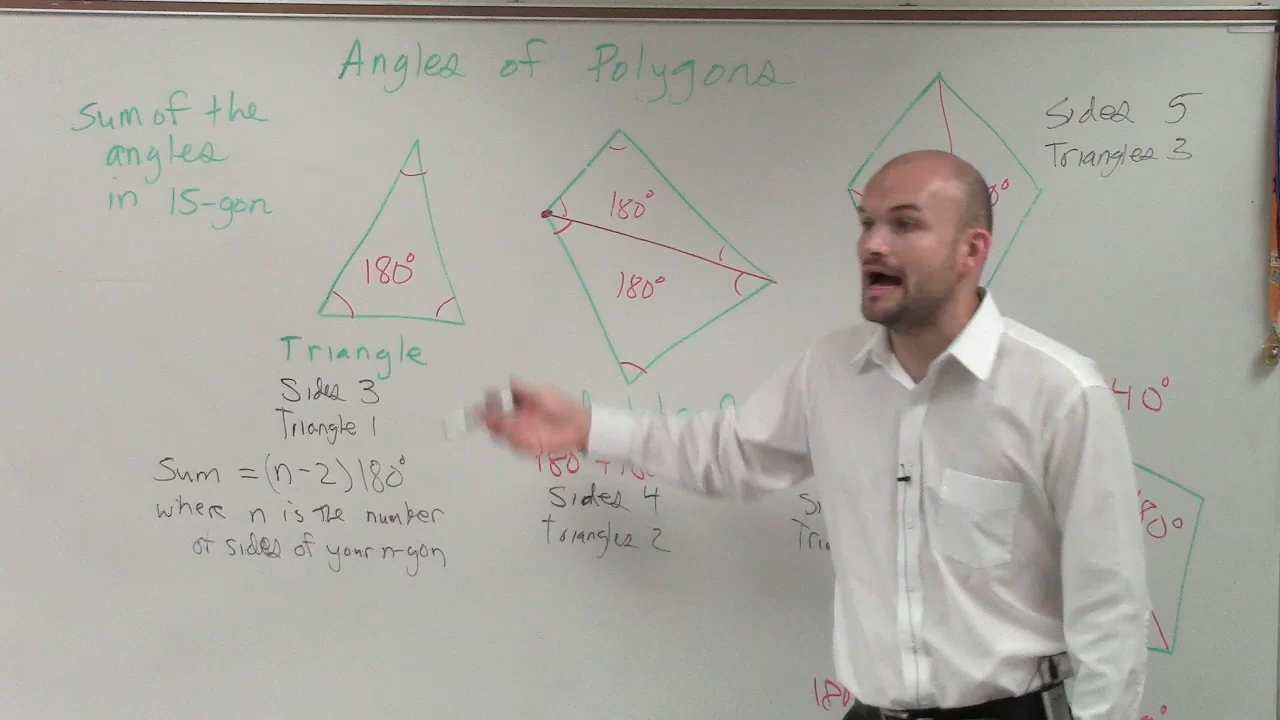 Angles of Polygons
Sum of the
angles
in 15-gon
180°
Triangle
Sides 3
Triangle 1
Sum = (n-2)180°
where n is the number
of sides of your n-gon
180°
180°
Sides 4
Triangles 2
Sides 5
Triangles 3